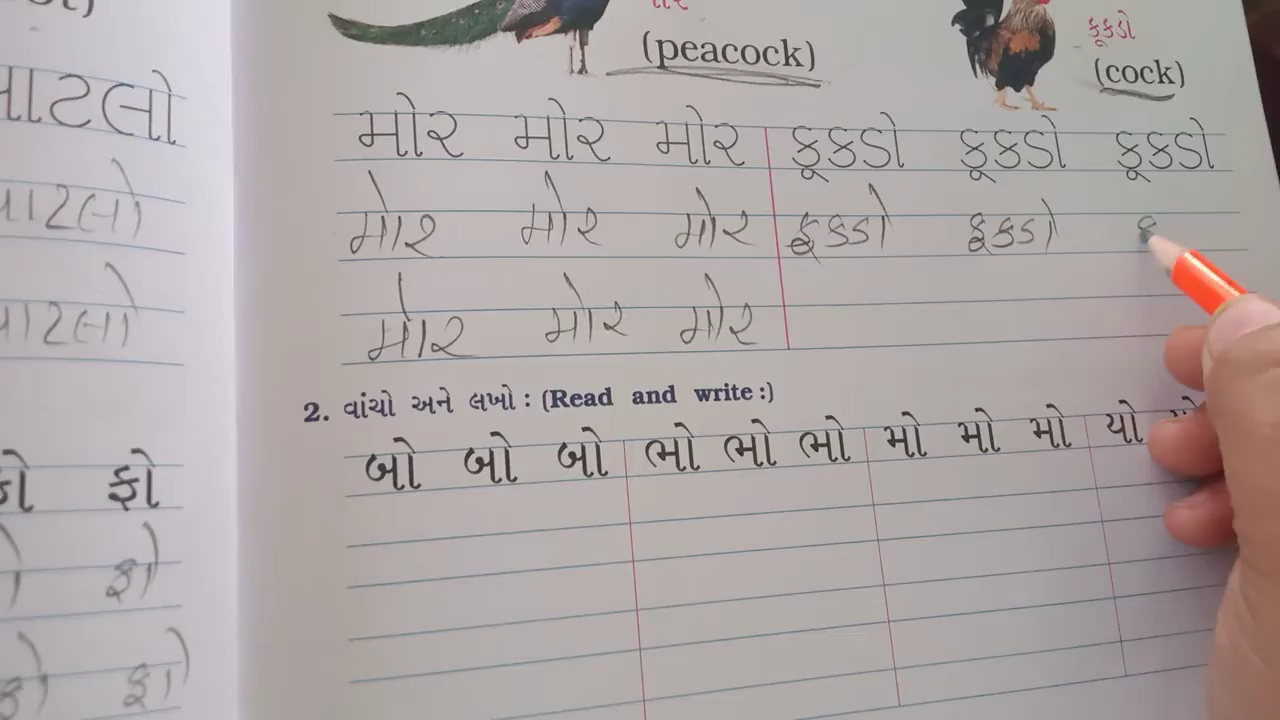 (peacock)
કૂકડો
(cock)
મોર મોર મોર કૂકડો કૂકડો કૂકડો
મોર મોર મોર કૂકડો કૂકડો ક
મોર મોર મોર
2. વાંચો અને લખો : (Read and write :)
બો બો બો ભો ભો ભો મો મો મો યો
ફો
ફો
ફો